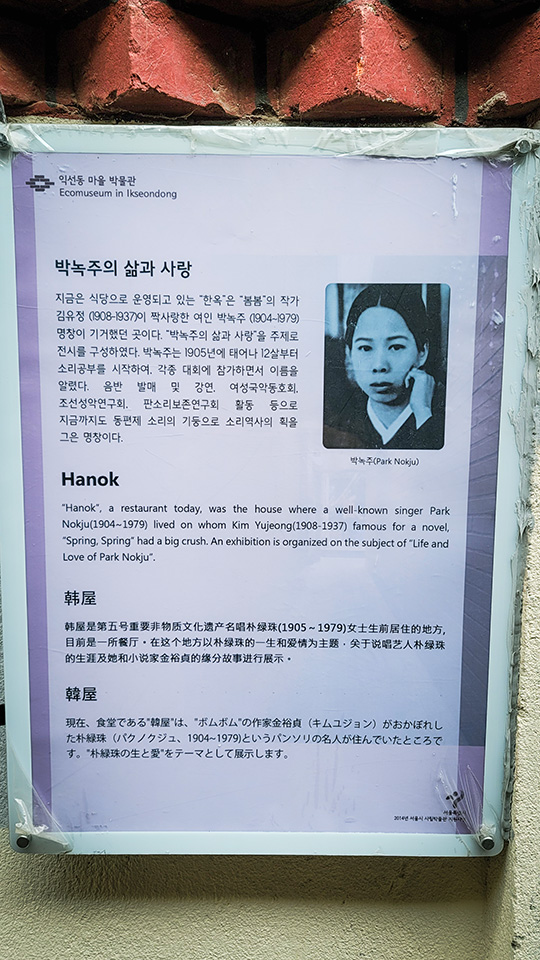 익선동 마을 박물관
Ecomuseum in Ikseondong
박녹주의 삶과 사랑
지금은 식당으로 운영되고 있는 "한옥"은 "봄봄"의 작가
김유정 (1908-1937)이 짝사랑한 여인 박녹주 (1904~1979)
명창이 기거했던 곳이다. "박녹주의 삶과 사랑"을 주제로
전시를 구성하였다. 박녹주는 1905년에 태어나 12살부터
소리공부를 시작하여, 각종 대회에 참가하면서 이름을
알렸다. 음반 발매 및 강연, 여성국악동호회,
조선성악연구회, 판소리보존연구회 활동 등으로
지금까지도 동편제 소리의 기둥으로 소리역사의 획을
그은 명창이다.
박녹주(Park Nokju)
Hanok
"Hanok", a restaurant today, was the house where a well-known singer Park
Nokju(1904~1979) lived on whom Kim Yujeong(1908-1937) famous for a novel,
"Spring, Spring" had a big crush. An exhibition is organized on the subject of "Life and
Love of Park Nokju".
韩屋
韩屋是第五号重要非物质文化遗产名唱朴绿珠(1905~1979)女士生前居住的地方,
目前是一所餐厅。在这个地方以朴绿珠的一生和爱情为主题，关于说唱艺人朴绿珠
的生涯及她和小说家金裕貞的缘分故事进行展示。
韓屋
現在、食堂である"韓屋"は、"ボムボム"の作家金裕貞（キムユジョン）がおかぼれし
た朴緑珠（パクノクジュ、1904~1979)というパンソリの名人が住んでいたところで
す。"朴緑珠の生と愛"をテーマとして展示します。
2014년 서울시 사립박물관